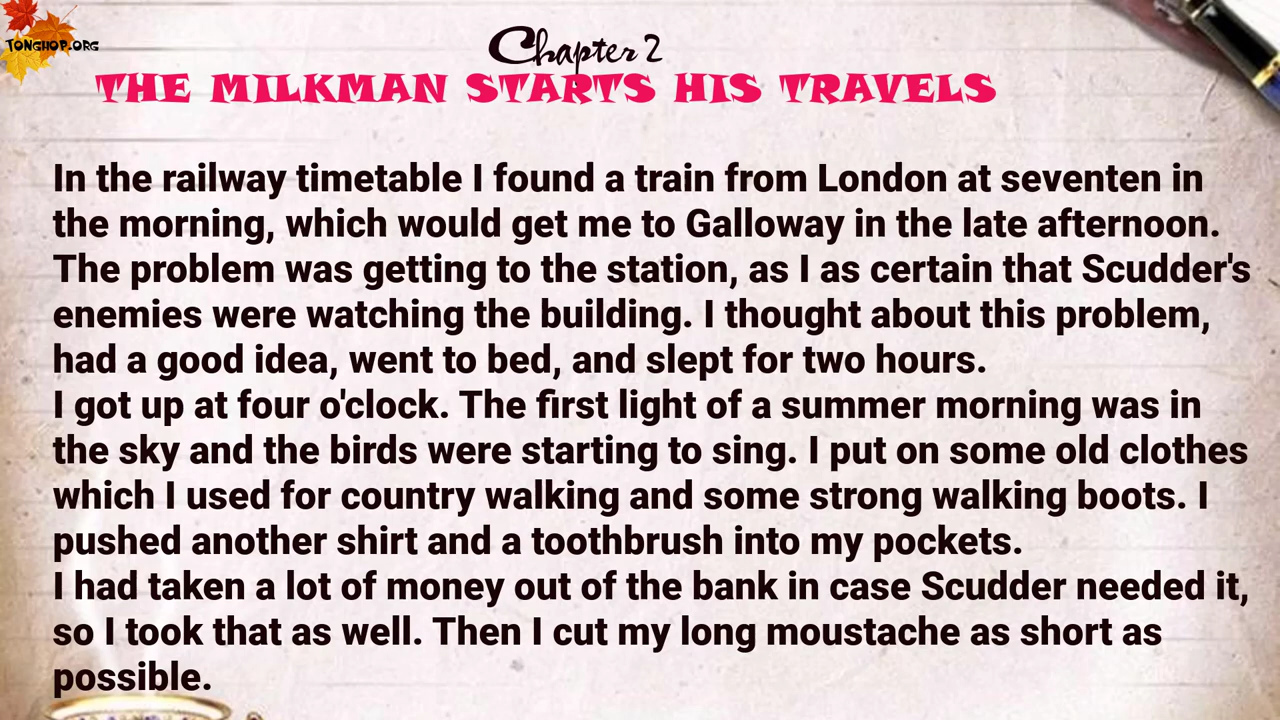 TONGHOP.ORG
Chapter 2
THE MILKMAN STARTS HIS TRAVELS
In the railway timetable I found a train from London at seventen in
the morning, which would get me to Galloway in the late afternoon.
The problem was getting to the station, as I as certain that Scudder's
enemies were watching the building. I thought about this problem,
had a good idea, went to bed, and slept for two hours.
I got up at four o'clock. The first light of a summer morning was in
the sky and the birds were starting to sing. I put on some old clothes
which I used for country walking and some strong walking boots. I
pushed another shirt and a toothbrush into my pockets.
I had taken a lot of money out of the bank in case Scudder needed it,
so I took that as well. Then I cut my long moustache as short as
possible.